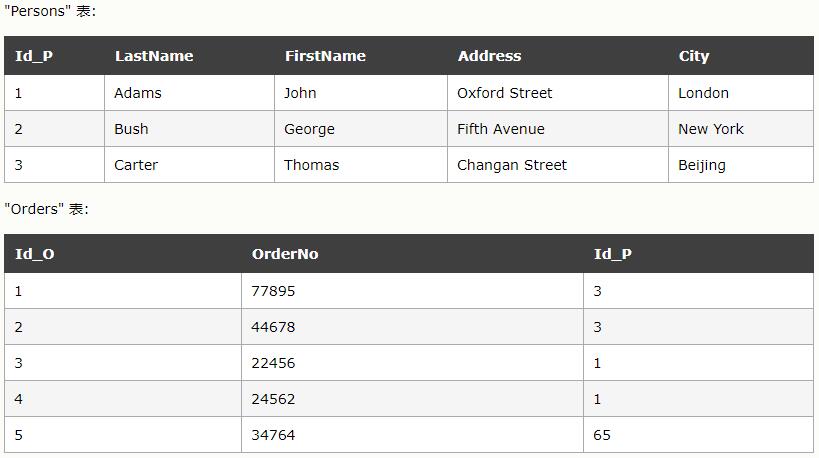 "Persons" 表:
Id_P LastName FirstName Address City
1 Adams John Oxford Street London
2 Bush George Fifth Avenue New York
3 Carter Thomas Changan Street Beijing
"Orders" 表:
Id_O OrderNo Id_P
1 77895 3
2 44678 3
3 22456 1
4 24562 1
5 34764 65